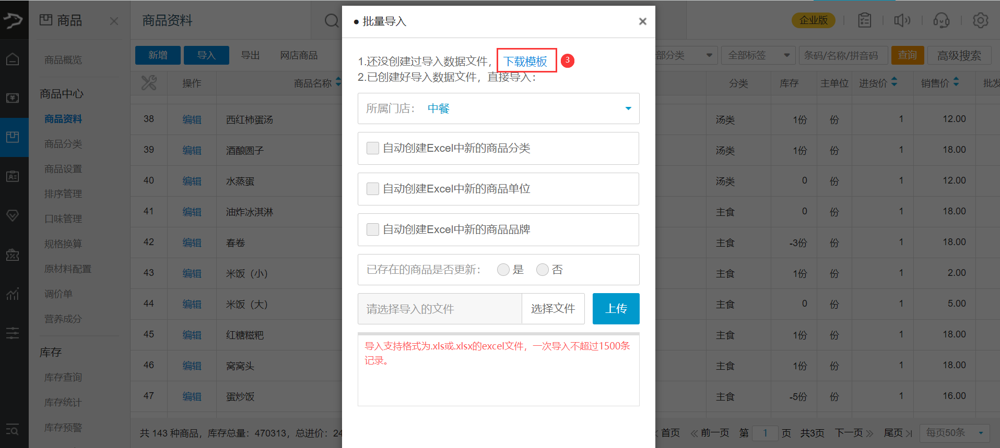 商品
商品概览
商品中心
商品资料
商品分类
商品设置
排序管理
口味管理
规格换算
原材料配置
调价单
营养成分
库存
库存查询
库存统计
库存预警
商品资料
企业版
新增 导入 导出 网店商品
部分类 全部标签 条码/名称/拼音码 查询 高级搜索
操作 商品名称 分类 库存 主单位 进货价 销售价 批发
38 编辑 西红柿蛋汤 汤类 1份 份 1 12.00
39 编辑 酒酿圆子 汤类 1份 份 1 18.00
40 编辑 水蒸蛋 汤类 0 份 1 12.00
41 编辑 油炸冰淇淋 主食 0 份 1 18.00
42 编辑 春卷 主食 -3份 份 1 18.00
43 编辑 米饭（小） 主食 1份 份 1 2.00
44 编辑 米饭（大） 主食 0 份 1 5.00
45 编辑 红糖糍粑 主食 1份 份 1 18.00
46 编辑 窝窝头 主食 1份 份 1 18.00
47 编辑 蛋炒饭 主食 -5份 份 1 16.00
共 143 种商品，库存总量：470313，总进价：24
首页 前一页 第 1 页 共3页 下一页 尾页 每页50条
● 批量导入
1.还没创建过导入数据文件，下载模板 3
2.已创建好导入数据文件，直接导入：
所属门店： 中餐
自动创建Excel中新的商品分类
自动创建Excel中新的商品单位
自动创建Excel中新的商品品牌
已存在的商品是否更新： 是 否
请选择导入的文件 选择文件 上传
导入支持格式为.xls或.xlsx的excel文件，一次导入不超过1500条
记录。